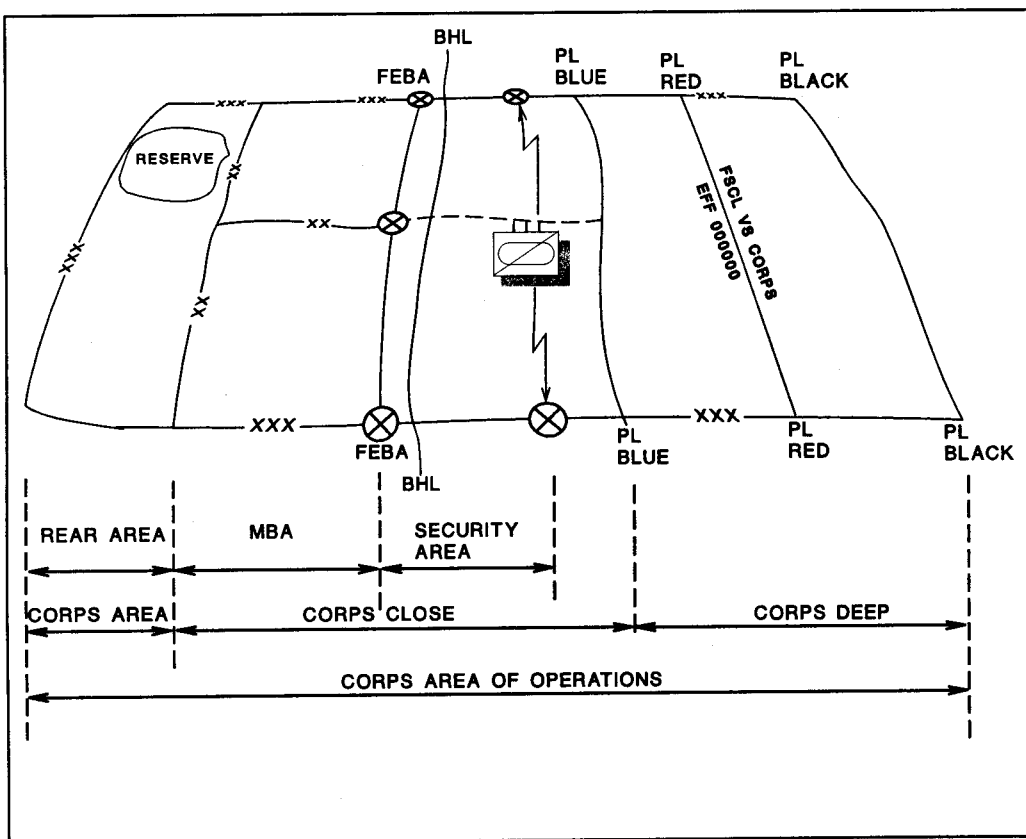 BHL
FEBA
PL
BLUE
PL
RED
PL
BLACK
xxx
xxx
xxx
RESERVE
xx
xx
xxx
xx
FSCL VS CORPS
EFF 000000
XXX
XXX
FEBA
BHL
PL
BLUE
PL
RED
PL
BLACK
REAR AREA
MBA
SECURITY
AREA
CORPS AREA
CORPS CLOSE
CORPS DEEP
CORPS AREA OF OPERATIONS